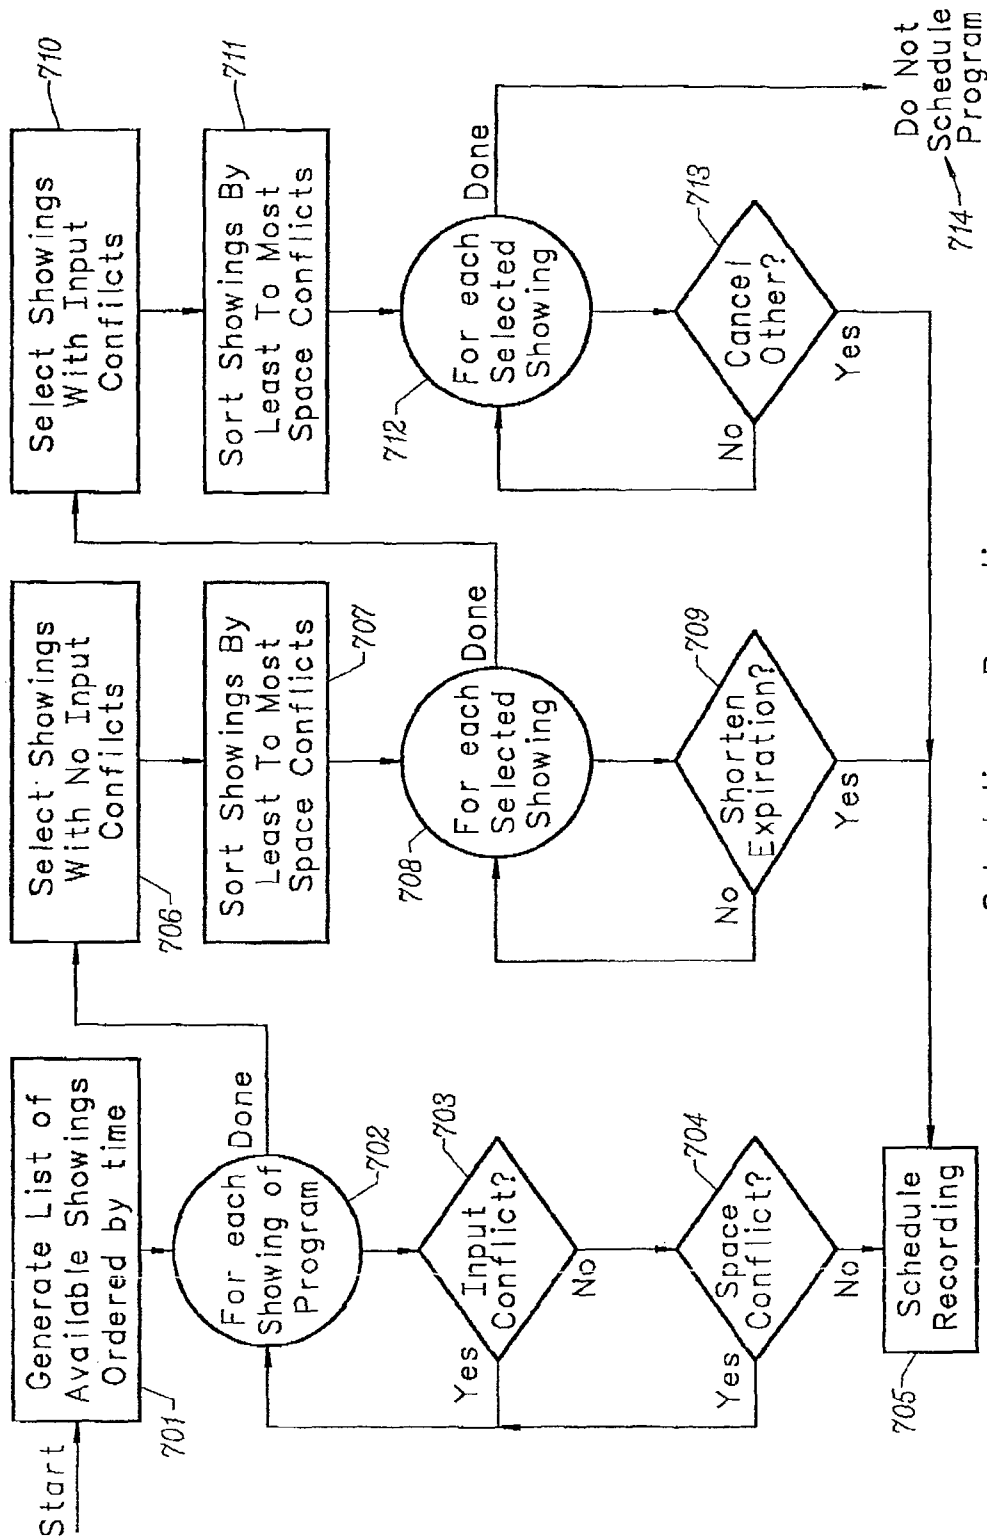 Start
Generate List of
Available Showings
Ordered by time
701
For each
Showing of
Program
702
Done
Input
Conflict?
703
Yes
No
Space
Conflict?
704
Yes
No
Schedule
Recording
705
Select Showings
With No Input
Confilcts
706
Sort Showings By
Least To Most
Space Conflicts
707
For each
Selected
Showing
708
Done
Shorten
Expiration?
709
No
Yes
Select Showings
With Input
Confilcts
710
Sort Showings By
Least To Most
Space Conflicts
711
For each
Selected
Showing
712
Done
Cancel
Other?
713
No
Yes
Do Not
Schedule
Program
714